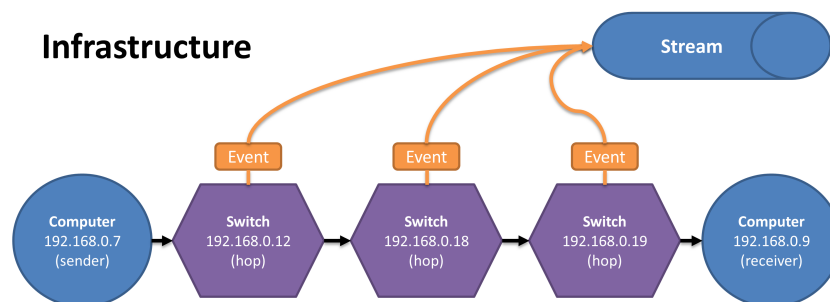 Infrastructure
Stream
Event
Event
Event
Computer
192.168.0.7
(sender)
Switch
192.168.0.12
(hop)
Switch
192.168.0.18
(hop)
Switch
192.168.0.19
(hop)
Computer
192.168.0.9
(receiver)